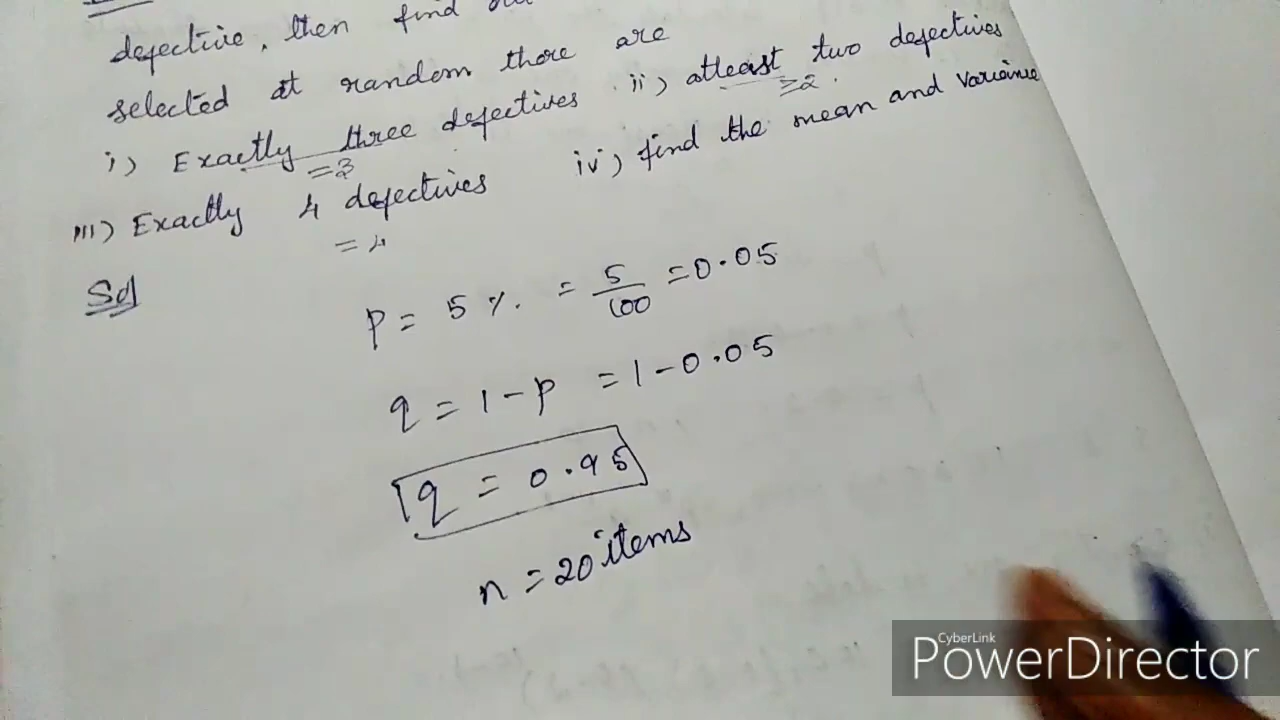 defective, then find
selected at random there are
i) Exactly three defectives ii) atleast two defectives
=3 ≥2.
iii) Exactly 4 defectives iv) find the mean and variance
= 4
Sol
p = 5 %. = 5/100 = 0.05
q = 1 - p = 1 - 0.05
q = 0.95
n = 20 items
CyberLink
PowerDirector